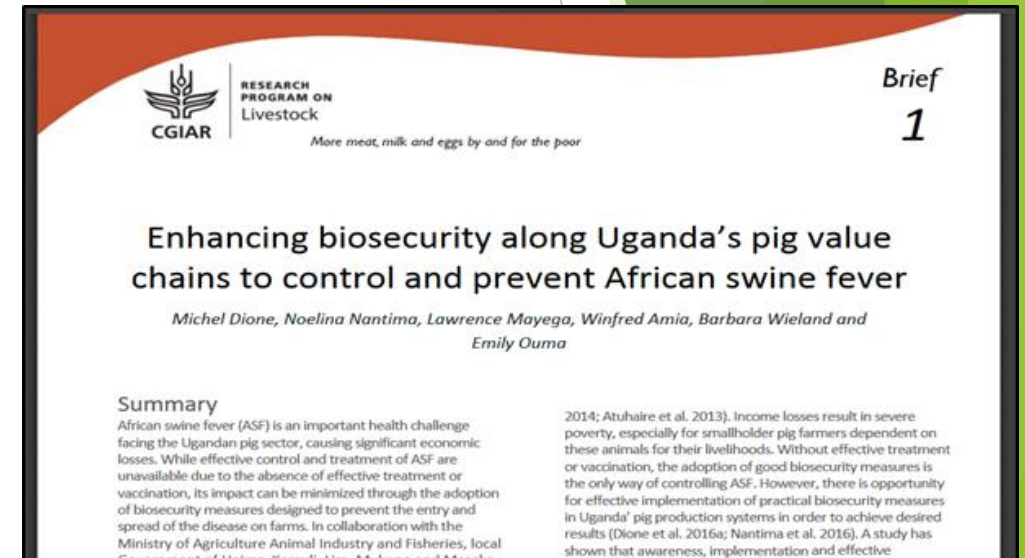 CGIAR
RESEARCH
PROGRAM ON
Livestock
More meat, milk and eggs by and for the poor
Brief
1
Enhancing biosecurity along Uganda's pig value
chains to control and prevent African swine fever
Michel Dione, Noelina Nantima, Lawrence Mayega, Winfred Amia, Barbara Wieland and
Emily Ouma
Summary
African swine fever (ASF) is an important health challenge
facing the Ugandan pig sector, causing significant economic
losses. While effective control and treatment of ASF are
unavailable due to the absence of effective treatment or
vaccination, its impact can be minimized through the adoption
of biosecurity measures designed to prevent the entry and
spread of the disease on farms. In collaboration with the
Ministry of Agriculture Animal Industry and Fisheries, local
2014; Atuhaire et al. 2013). Income losses result in severe
poverty, especially for smallholder pig farmers dependent on
these animals for their livelihoods. Without effective treatment
or vaccination, the adoption of good biosecurity measures is
the only way of controlling ASF. However, there is opportunity
for effective implementation of practical biosecurity measures
in Uganda' pig production systems in order to achieve desired
results (Dione et al. 2016a; Nantima et al. 2016). A study has
shown that awareness, implementation and effective